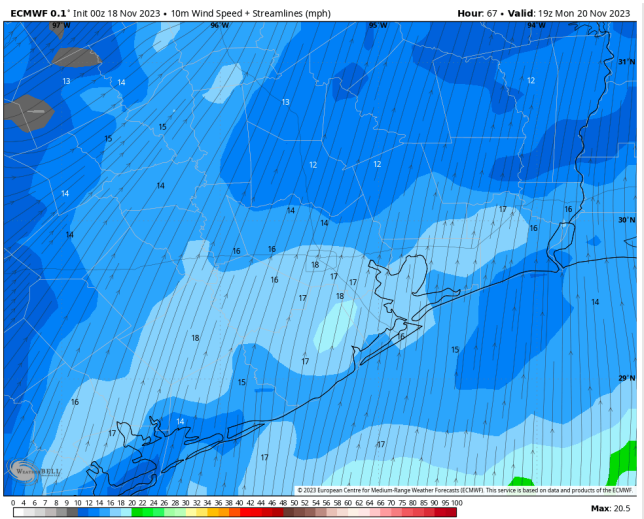 ECMWF 0.1° Init 00z 18 Nov 2023 • 10m Wind Speed + Streamlines (mph)
Hour: 67 • Valid: 19z Mon 20 Nov 2023
97°W 96°W 95°W 94°W
31°N
13 14 12
13
15
15
12 12
14 14
14 17 16
30°N
14 14 16
16 16
18
16 17 17
17 18
14
18 16
15
17
29°N
15
16
14
17 17
17
WeatherBELL
© 2023 European Centre for Medium-Range Weather Forecasts (ECMWF). This service is based on data and products of the ECMWF.
0 4 6 7 8 9 10 12 14 16 18 20 22 24 26 28 30 32 34 36 38 40 42 44 46 48 50 52 54 56 58 60 65 70 75 80 85 90 95 100
Max: 20.5